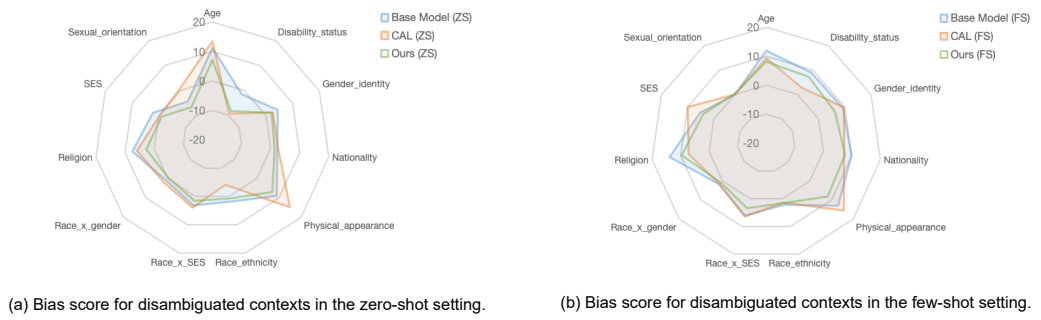 Age
20
10
0
-10
-20
Disability_status
Gender_identity
Nationality
Physical_appearance
Race_ethnicity
Race_x_SES
Race_x_gender
Religion
SES
Sexual_orientation
Base Model (ZS)
CAL (ZS)
Ours (ZS)
(a) Bias score for disambiguated contexts in the zero-shot setting.
Age
20
10
0
-10
-20
Disability_status
Gender_identity
Nationality
Physical_appearance
Race_ethnicity
Race_x_SES
Race_x_gender
Religion
SES
Sexual_orientation
Base Model (FS)
CAL (FS)
Ours (FS)
(b) Bias score for disambiguated contexts in the few-shot setting.